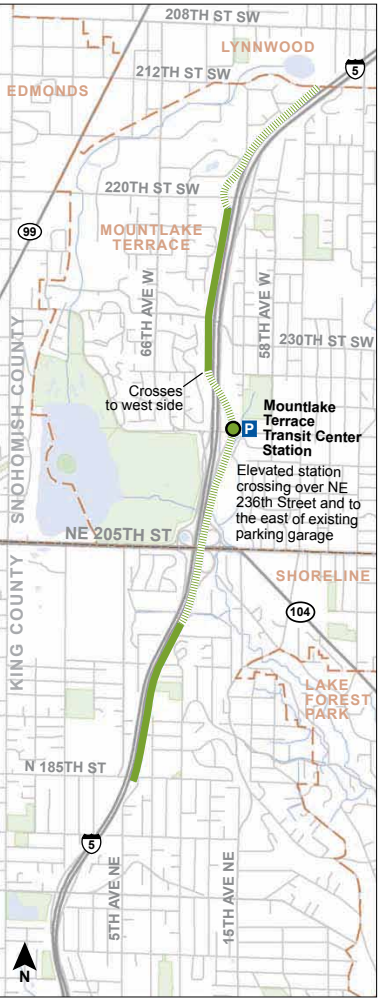 208TH ST SW
LYNNWOOD
5
212TH ST SW
EDMONDS
220TH ST SW
99
MOUNTLAKE
TERRACE
66TH AVE W
58TH AVE W
230TH ST SW
SNOHOMISH COUNTY
Crosses
to west side
P
Mountlake
Terrace
Transit Center
Station
Elevated station
crossing over NE
236th Street and to
the east of existing
parking garage
NE 205TH ST
SHORELINE
KING COUNTY
104
LAKE
FOREST
PARK
N 185TH ST
5
5TH AVE NE
15TH AVE NE
N